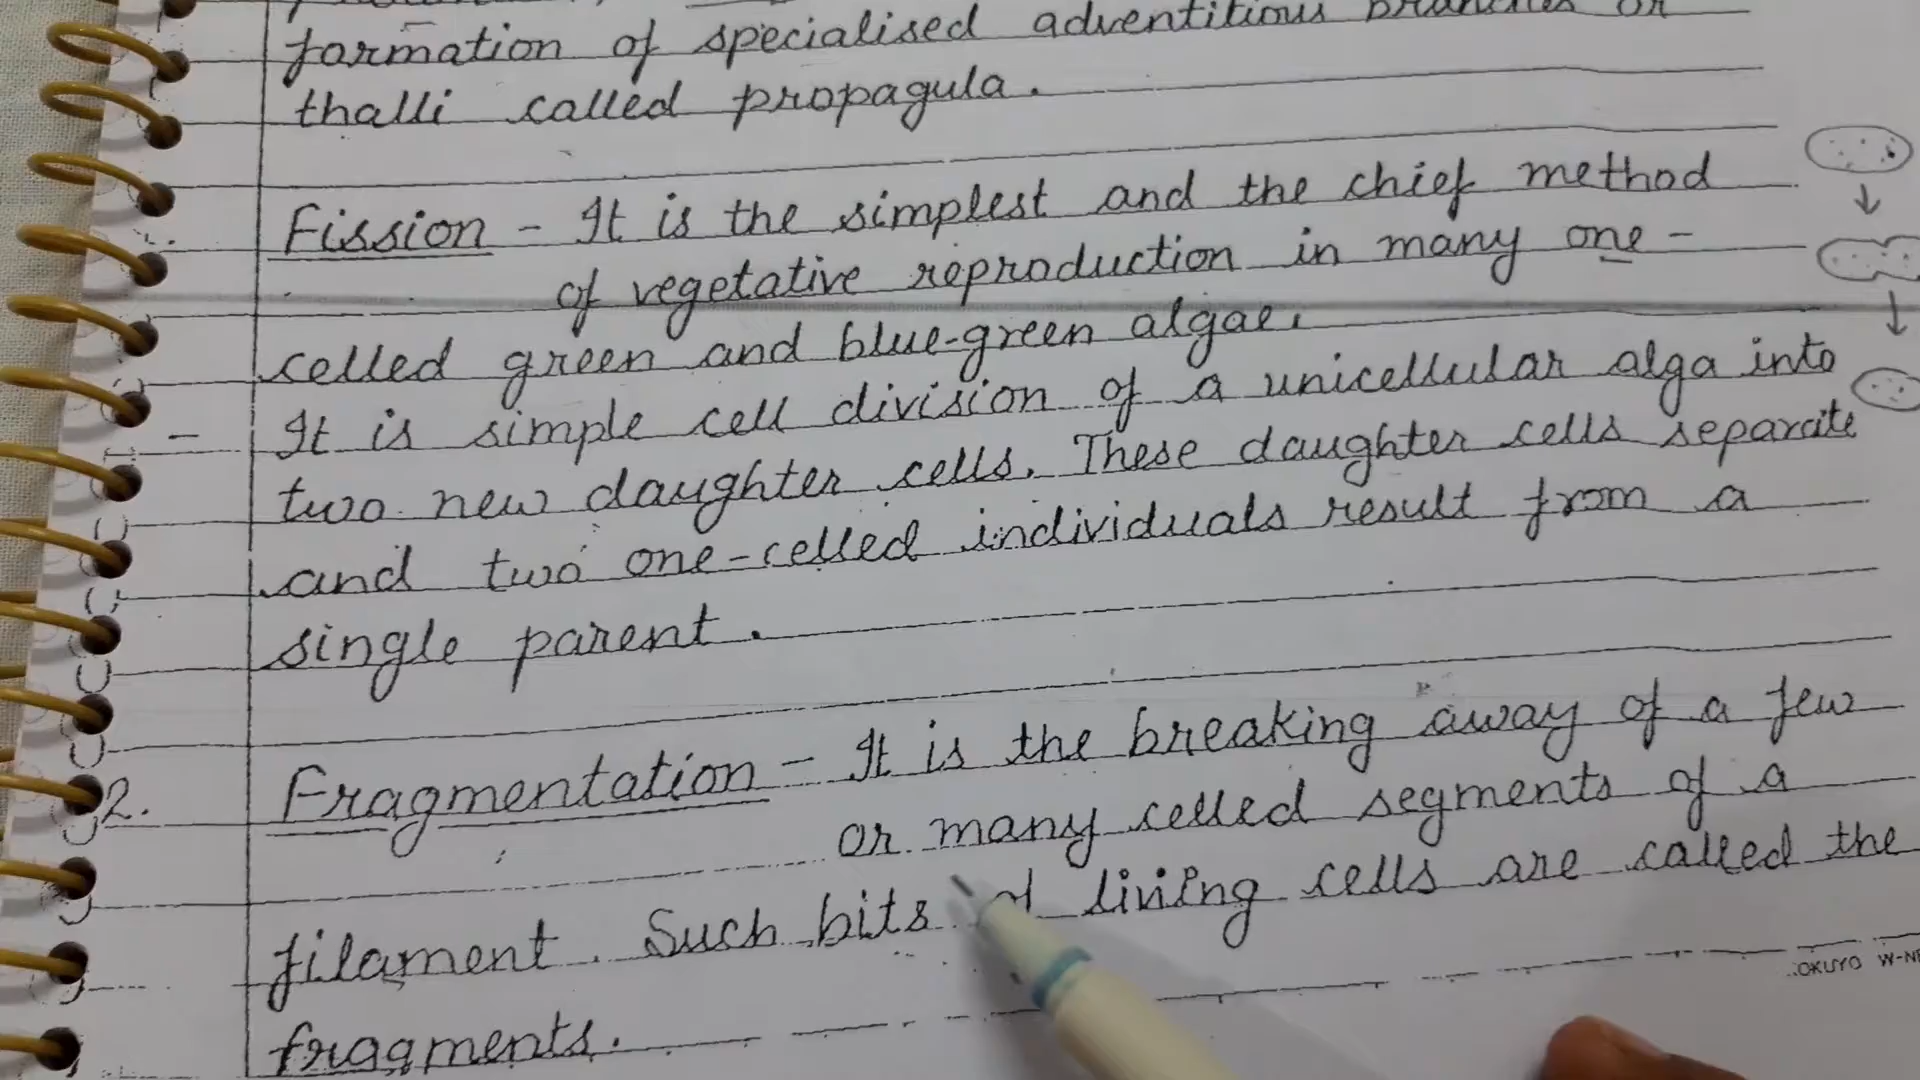 formation of specialised adventitious branches or
thalli called propagula.
Fission - It is the simplest and the chief method
of vegetative reproduction in many one-
celled green and blue-green algae.
- It is simple cell division of a unicellular alga into
two new daughter cells. These daughter cells separate
and two one-celled individuals result from a
single parent.
2. Fragmentation - It is the breaking away of a few
or many celled segments of a
filament. Such bits of living cells are called the
fragments.